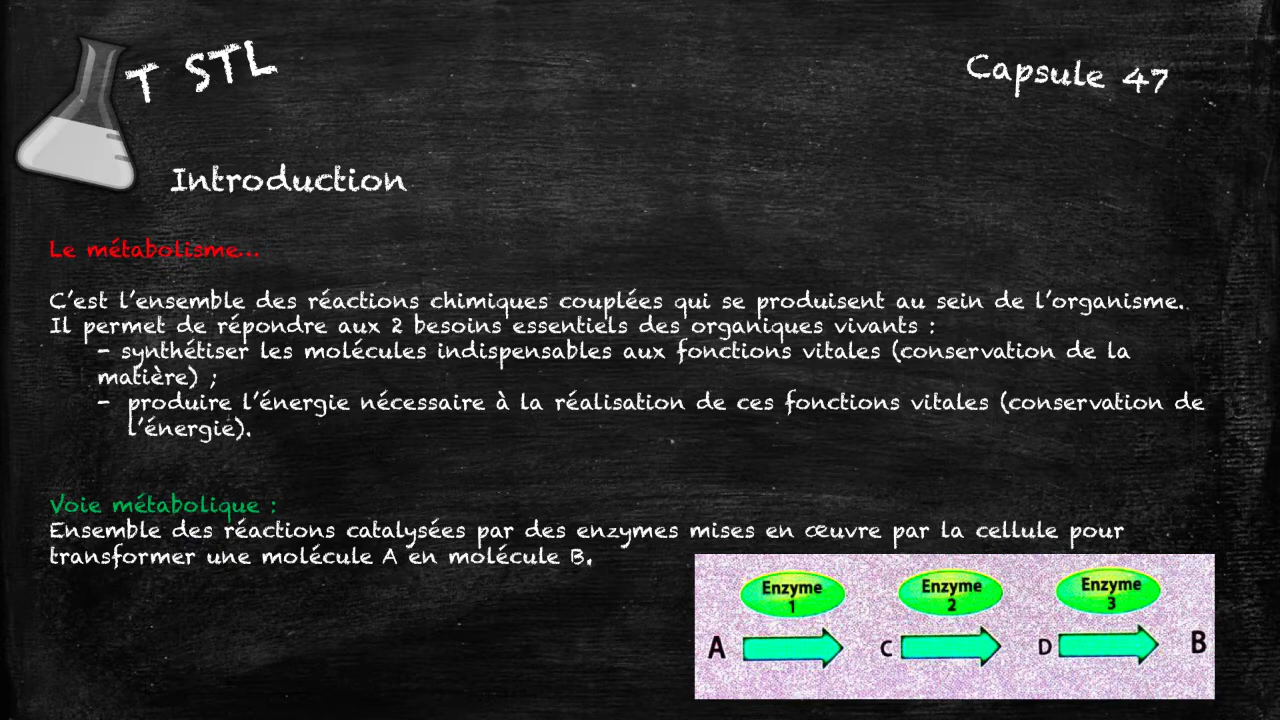 T STL
Capsule 47
Introduction
Le métabolisme...
C'est l'ensemble des réactions chimiques couplées qui se produisent au sein de l'organisme.
Il permet de répondre aux 2 besoins essentiels des organiques vivants :
- synthétiser les molécules indispensables aux fonctions vitales (conservation de la
matière) ;
- produire l'énergie nécessaire à la réalisation de ces fonctions vitales (conservation de
l'énergie).
Voie métabolique :
Ensemble des réactions catalysées par des enzymes mises en œuvre par la cellule pour
transformer une molécule A en molécule B.
Enzyme Enzyme Enzyme
1 2 3
A C D B